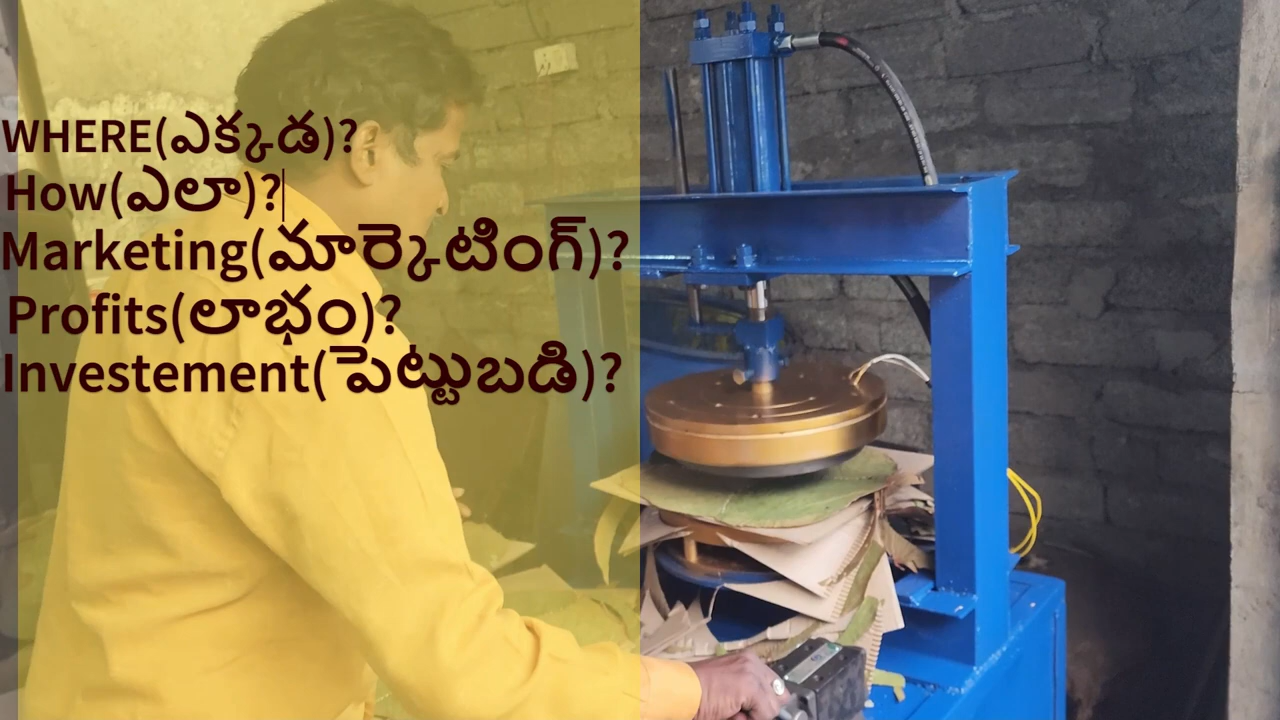 WHERE(ఎక్కడ)?
How(ఎలా)?
Marketing(మార్కెటింగ్)?
Profits(లాభం)?
Investement(పెట్టుబడి)?